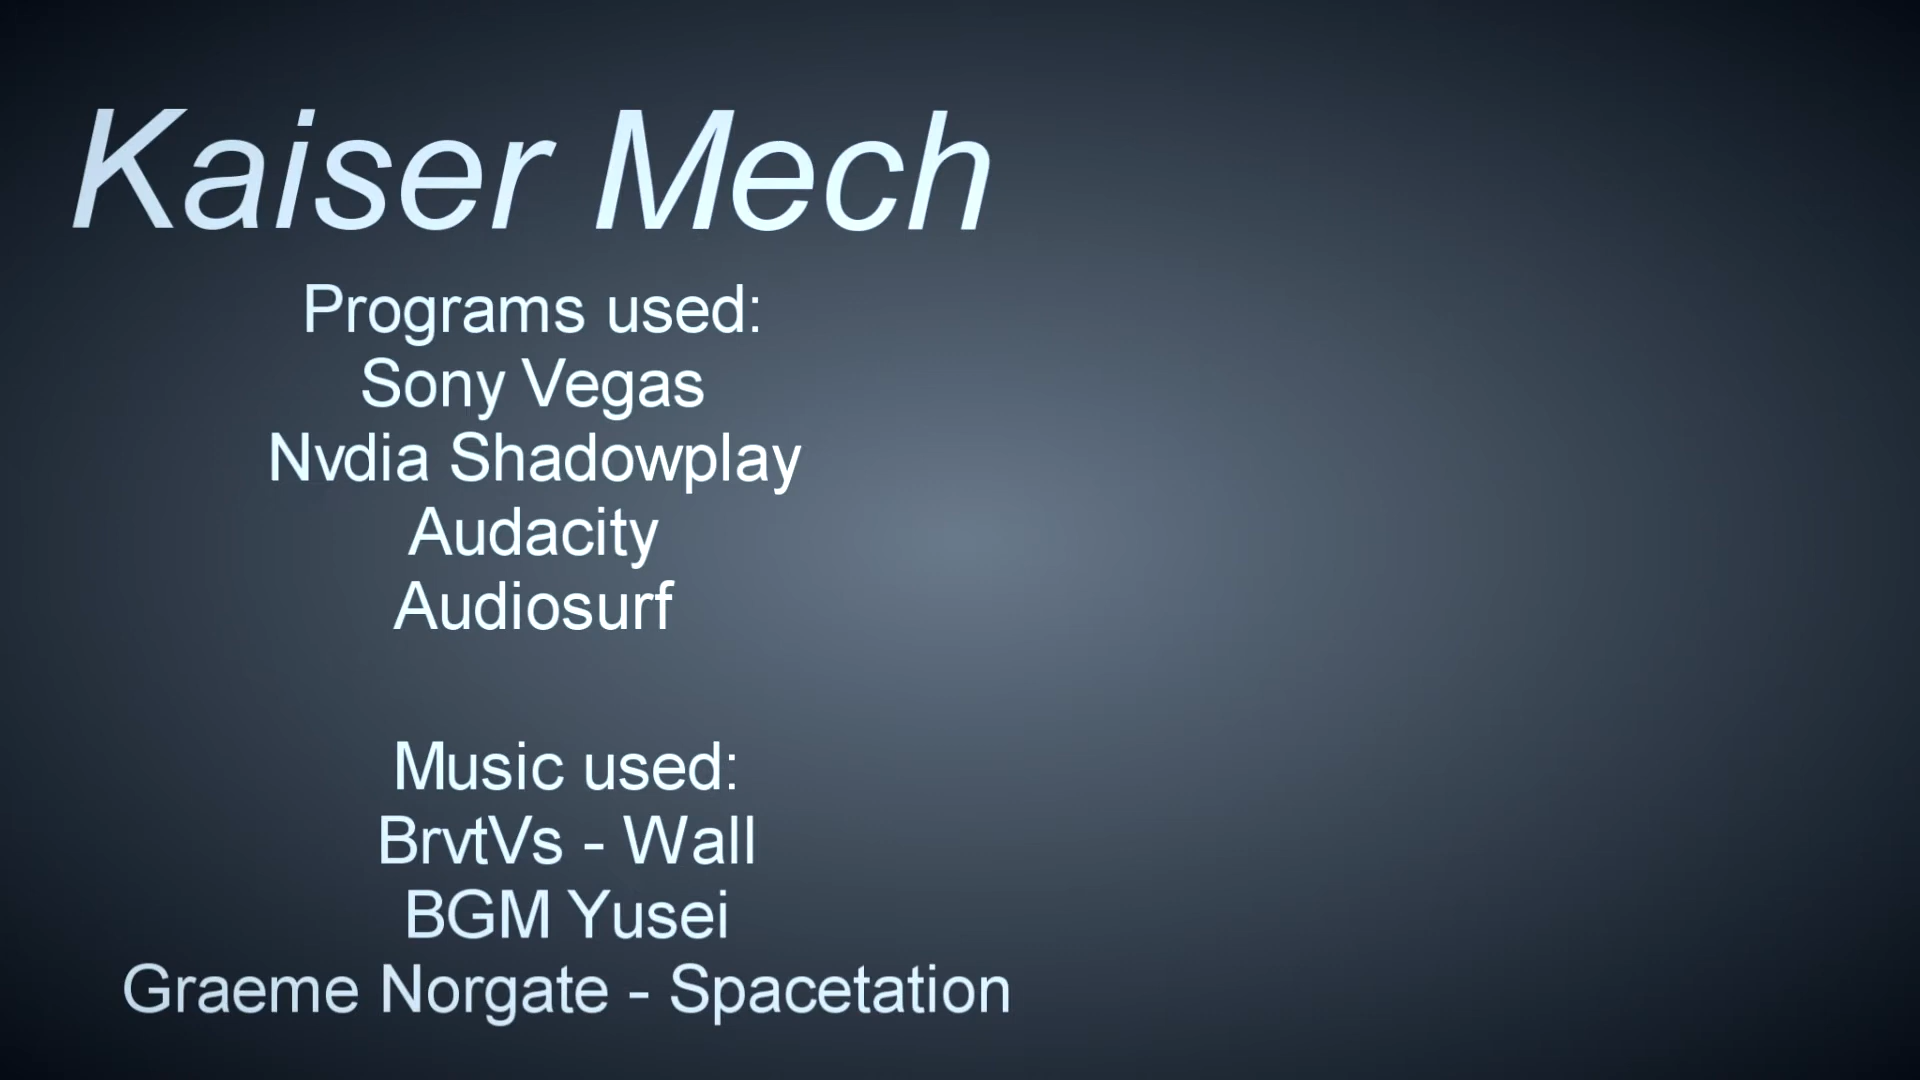 Kaiser Mech
Programs used:
Sony Vegas
Nvdia Shadowplay
Audacity
Audiosurf
Music used:
BrvtVs - Wall
BGM Yusei
Graeme Norgate - Spacetation